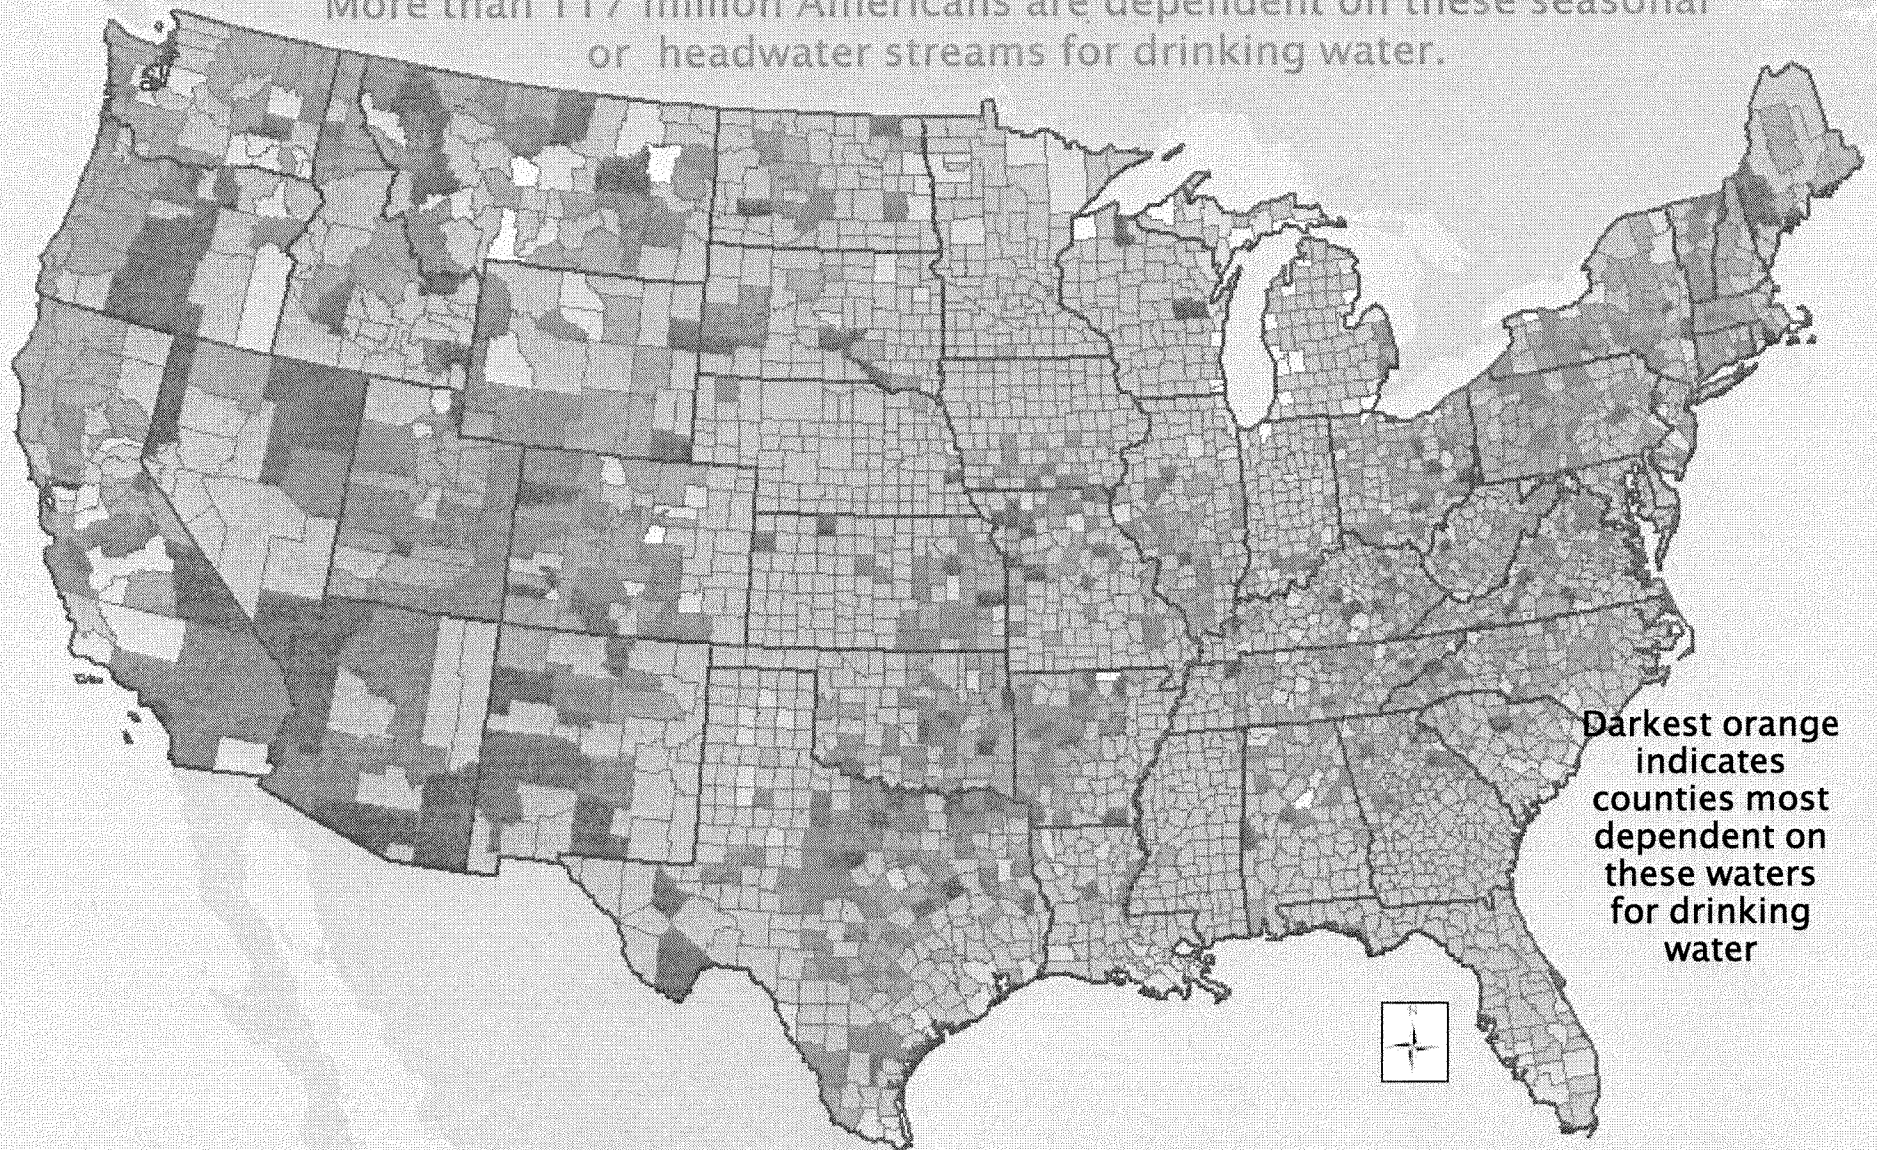 More than 117 million Americans are dependent on these seasonal
or headwater streams for drinking water.
Darkest orange
indicates
counties most
dependent on
these waters
for drinking
water
N